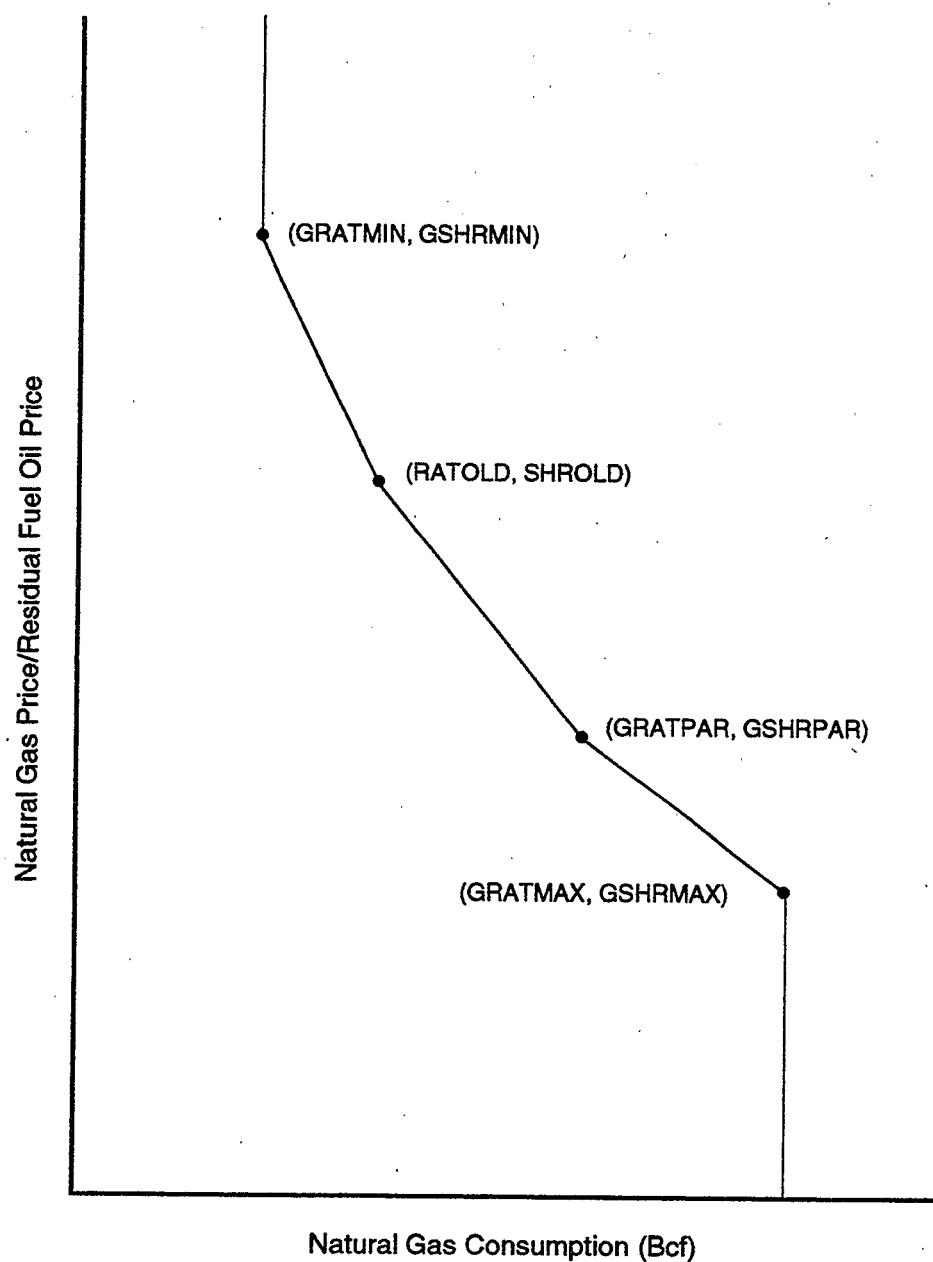 (GRATMIN, GSHRMIN)
(RATOLD, SHROLD)
(GRATPAR, GSHRPAR)
(GRATMAX, GSHRMAX)
Natural Gas Price/Residual Fuel Oil Price
Natural Gas Consumption (Bcf)